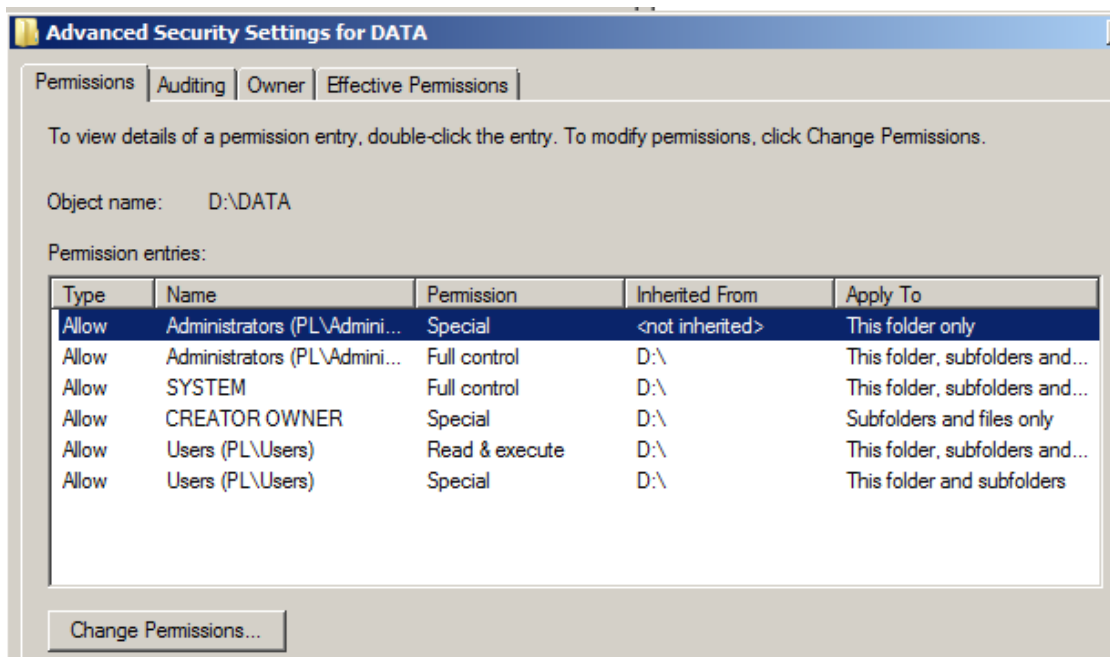 Advanced Security Settings for DATA
Permissions Auditing Owner Effective Permissions
To view details of a permission entry, double-click the entry. To modify permissions, click Change Permissions.
Object name: D:\DATA
Permission entries:
Type Name Permission Inherited From Apply To
Allow Administrators (PL\Admini... Special <not inherited> This folder only
Allow Administrators (PL\Admini... Full control D:\ This folder, subfolders and...
Allow SYSTEM Full control D:\ This folder, subfolders and...
Allow CREATOR OWNER Special D:\ Subfolders and files only
Allow Users (PL\Users) Read & execute D:\ This folder, subfolders and...
Allow Users (PL\Users) Special D:\ This folder and subfolders
Change Permissions...